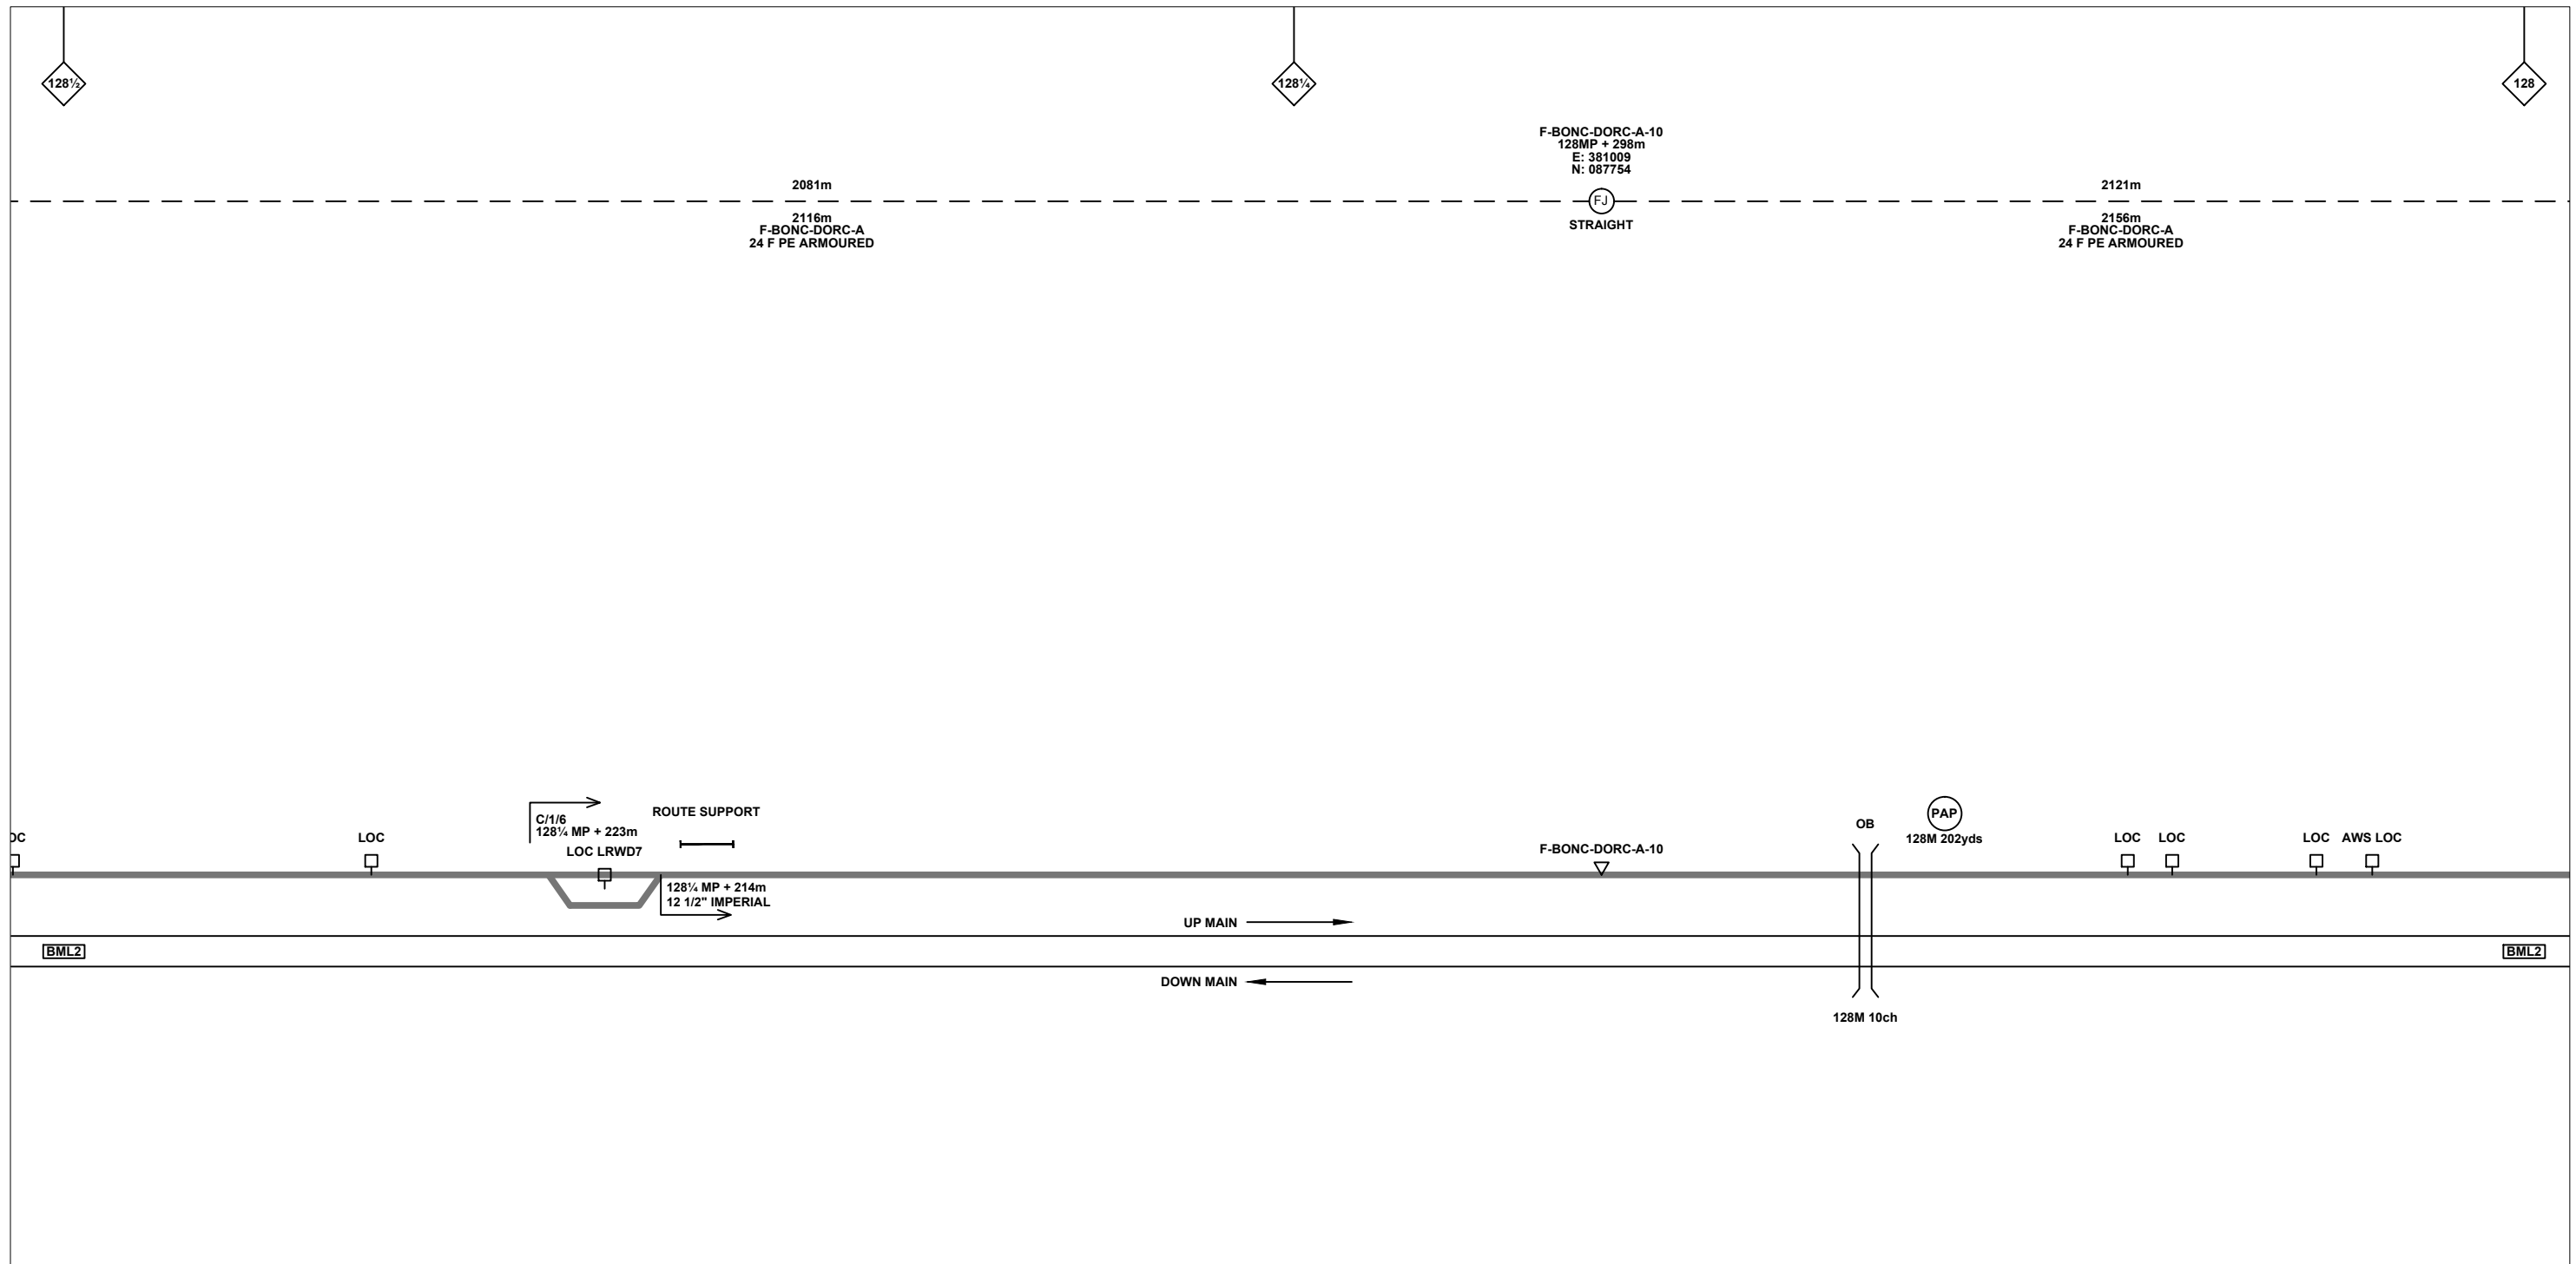 128½
128¼
128
F-BONC-DORC-A-10
128MP + 298m
E: 381009
N: 087754
2081m
FJ
2121m
2116m
F-BONC-DORC-A
24 F PE ARMOURED
STRAIGHT
2156m
F-BONC-DORC-A
24 F PE ARMOURED
LOC
C/1/6
128¼ MP + 223m
LOC LRWD7
ROUTE SUPPORT
128¼ MP + 214m
12 1/2" IMPERIAL
F-BONC-DORC-A-10
OB
PAP
128M 202yds
LOC
LOC
LOC
AWS LOC
UP MAIN
BML2
BML2
DOWN MAIN
128M 10ch